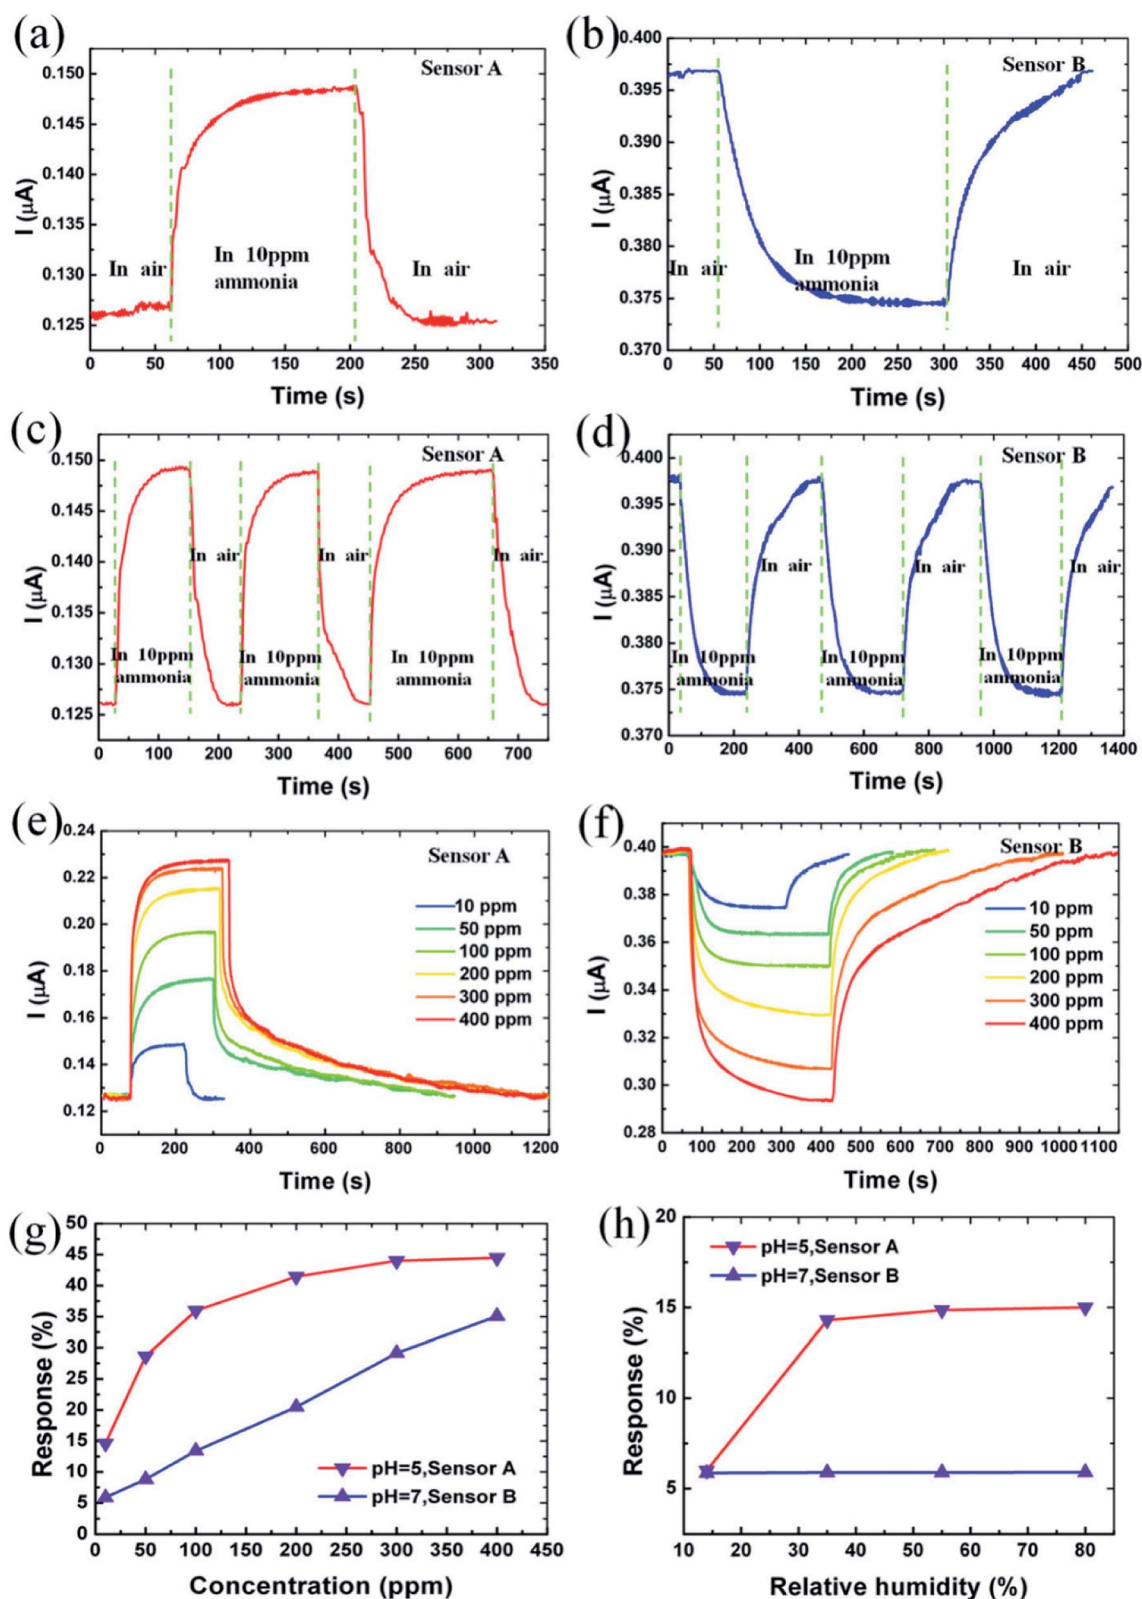 (a)
Sensor A
0.150
0.145
0.140
0.135
0.130
0.125
I (μA)
In air
In 10ppm
ammonia
In air
0 50 100 150 200 250 300 350
Time (s)
(b)
Sensor B
0.400
0.395
0.390
0.385
0.380
0.375
0.370
I (μA)
In air
In 10ppm
ammonia
In air
0 50 100 150 200 250 300 350 400 450 500
Time (s)
(c)
Sensor A
0.150
0.145
0.140
0.135
0.130
0.125
I (μA)
In air
In air
In air
In 10ppm
ammonia
In 10ppm
ammonia
In 10ppm
ammonia
0 100 200 300 400 500 600 700
Time (s)
(d)
Sensor B
0.400
0.395
0.390
0.385
0.380
0.375
0.370
I (μA)
In air
In air
In air
In 10ppm
ammonia
In 10ppm
ammonia
In 10ppm
ammonia
0 200 400 600 800 1000 1200 1400
Time (s)
(e)
Sensor A
0.24
0.22
0.20
0.18
0.16
0.14
0.12
I (μA)
10 ppm
50 ppm
100 ppm
200 ppm
300 ppm
400 ppm
0 200 400 600 800 1000 1200
Time (s)
(f)
Sensor B
0.40
0.38
0.36
0.34
0.32
0.30
0.28
I (μA)
10 ppm
50 ppm
100 ppm
200 ppm
300 ppm
400 ppm
0 100 200 300 400 500 600 700 800 900 1000 1100
Time (s)
(g)
50
45
40
35
30
25
20
15
10
5
0
Response (%)
pH=5,Sensor A
pH=7,Sensor B
0 50 100 150 200 250 300 350 400 450
Concentration (ppm)
(h)
20
15
10
5
Response (%)
pH=5,Sensor A
pH=7,Sensor B
10 20 30 40 50 60 70 80
Relative humidity (%)